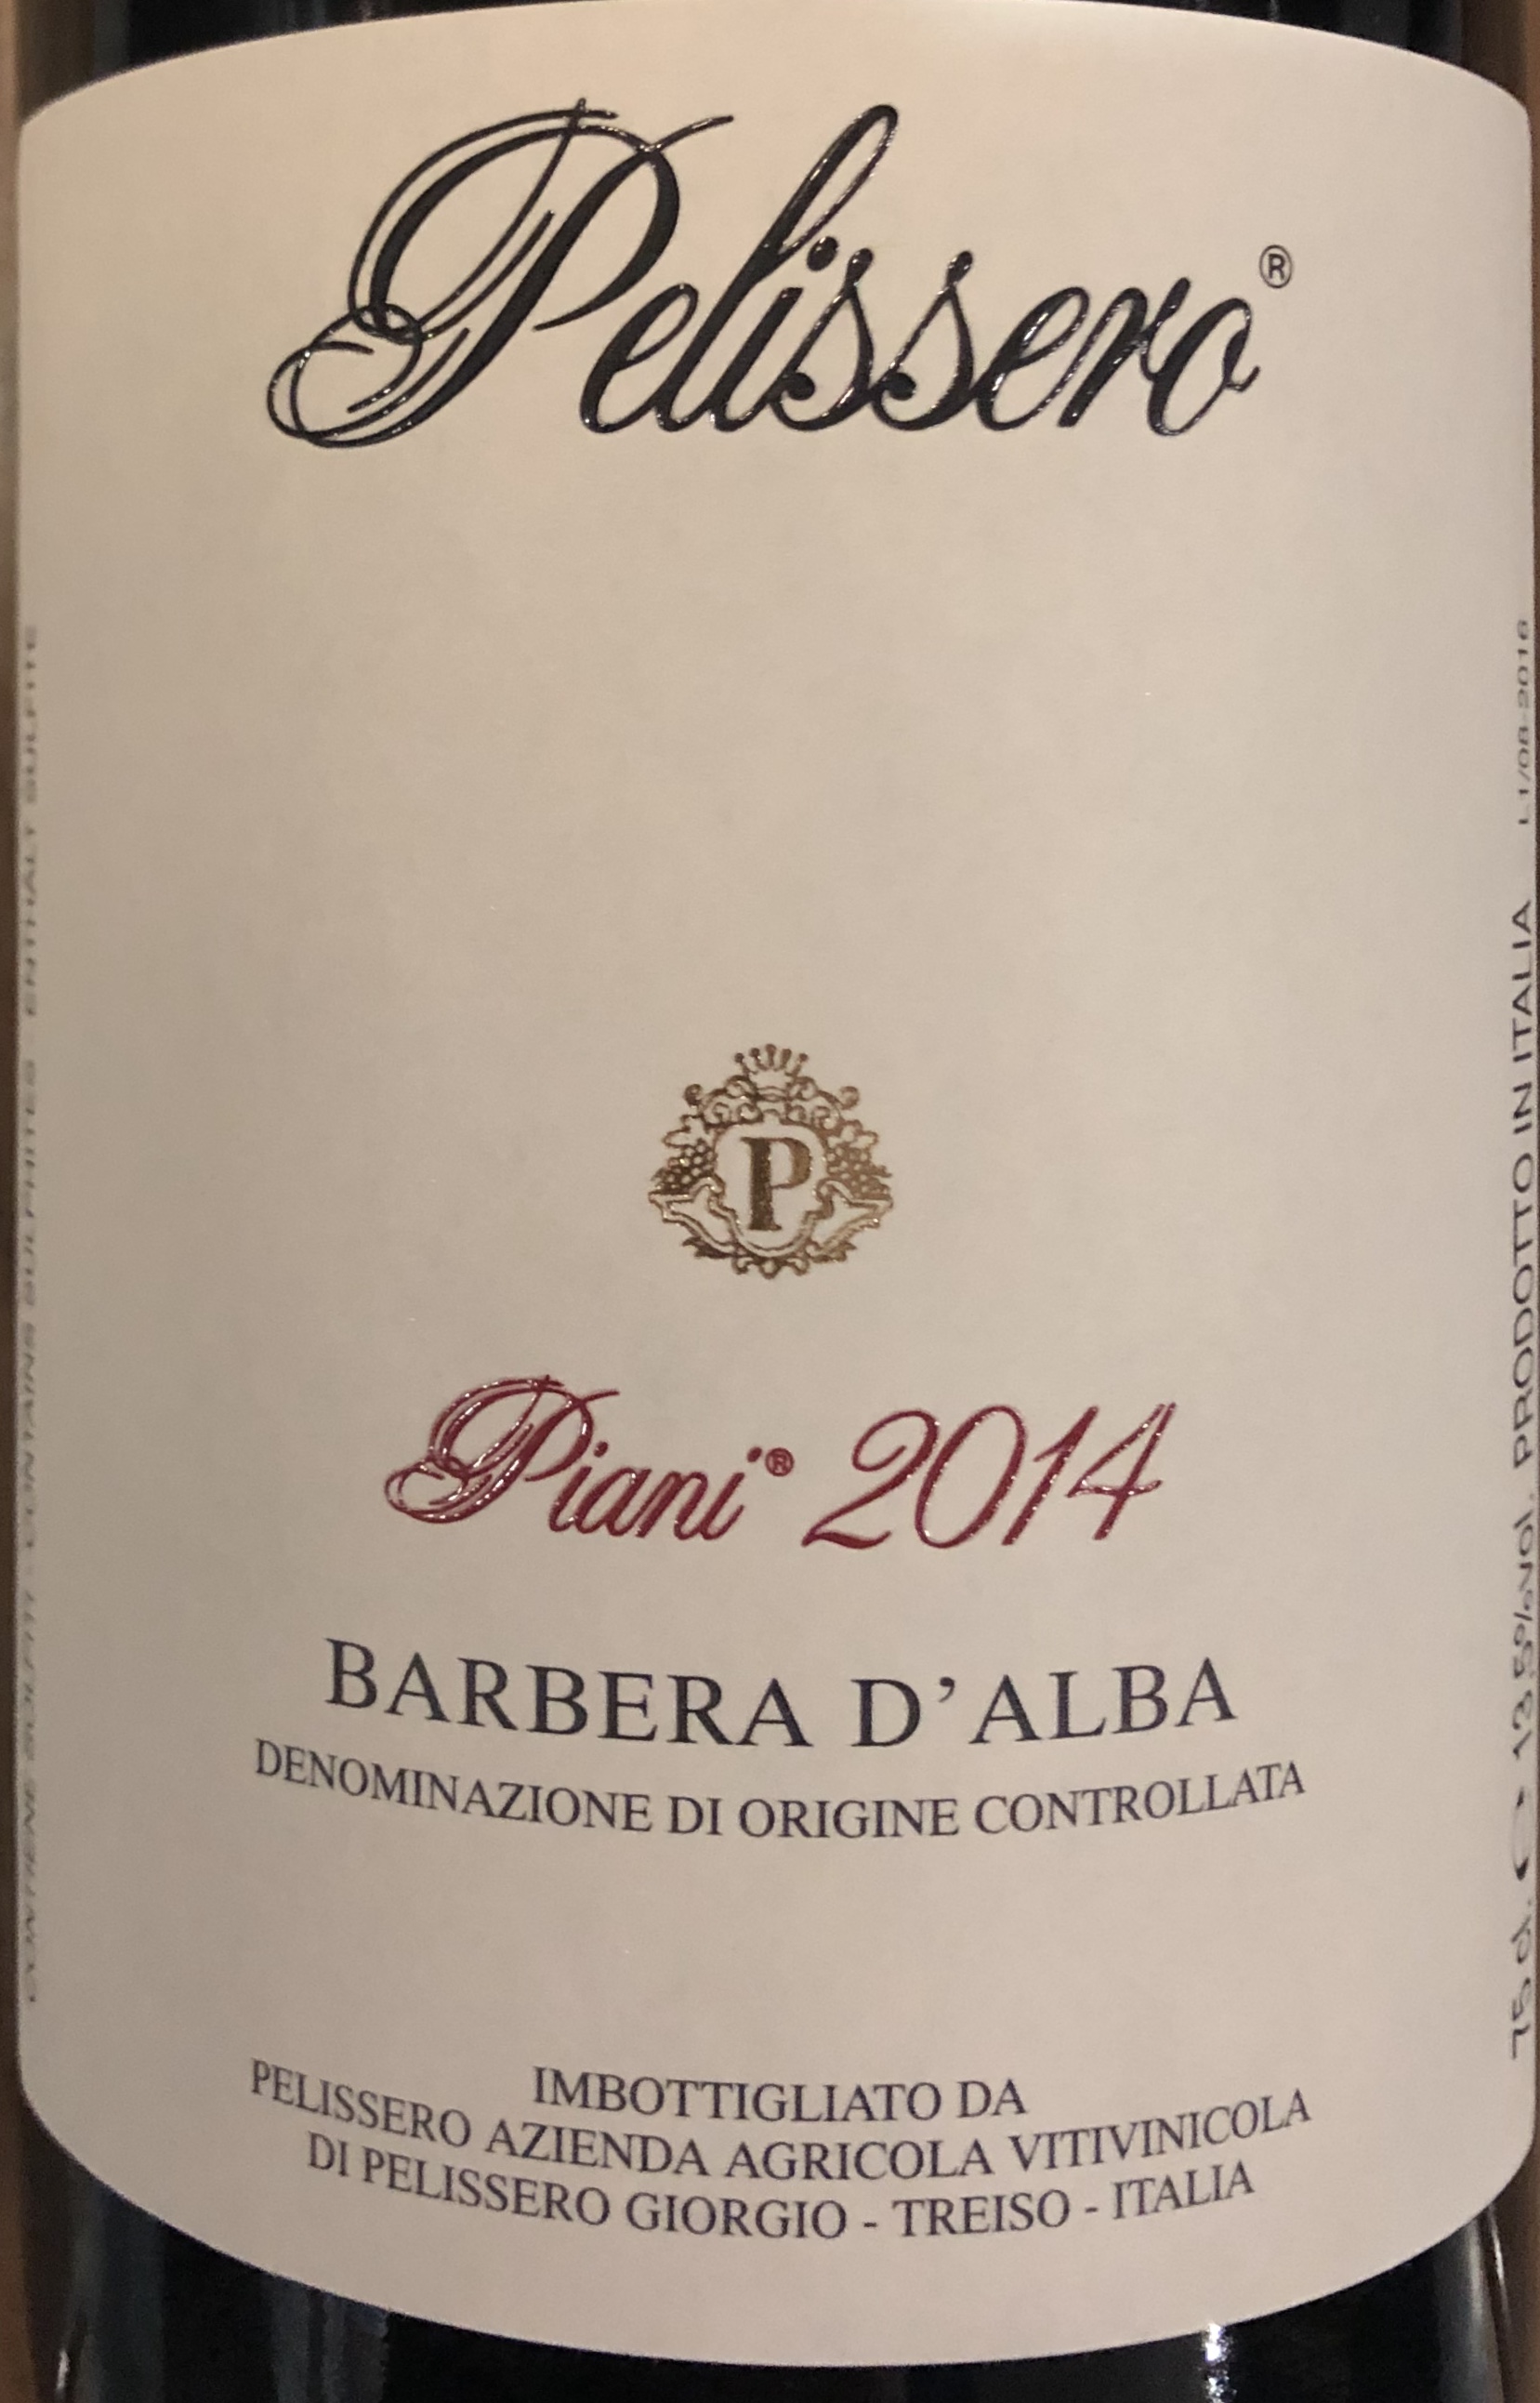 Pelissero®
P
Piani® 2014
BARBERA D'ALBA
DENOMINAZIONE DI ORIGINE CONTROLLATA
IMBOTTIGLIATO DA
PELISSERO AZIENDA AGRICOLA VITIVINICOLA
DI PELISSERO GIORGIO - TREISO - ITALIA
CONTIENE SOLFITI - CONTAINS SULPHITES - ENTHÄLT SULFITE
75 cl. e - 13,5%vol. PRODOTTO IN ITALIA L1/08-2016